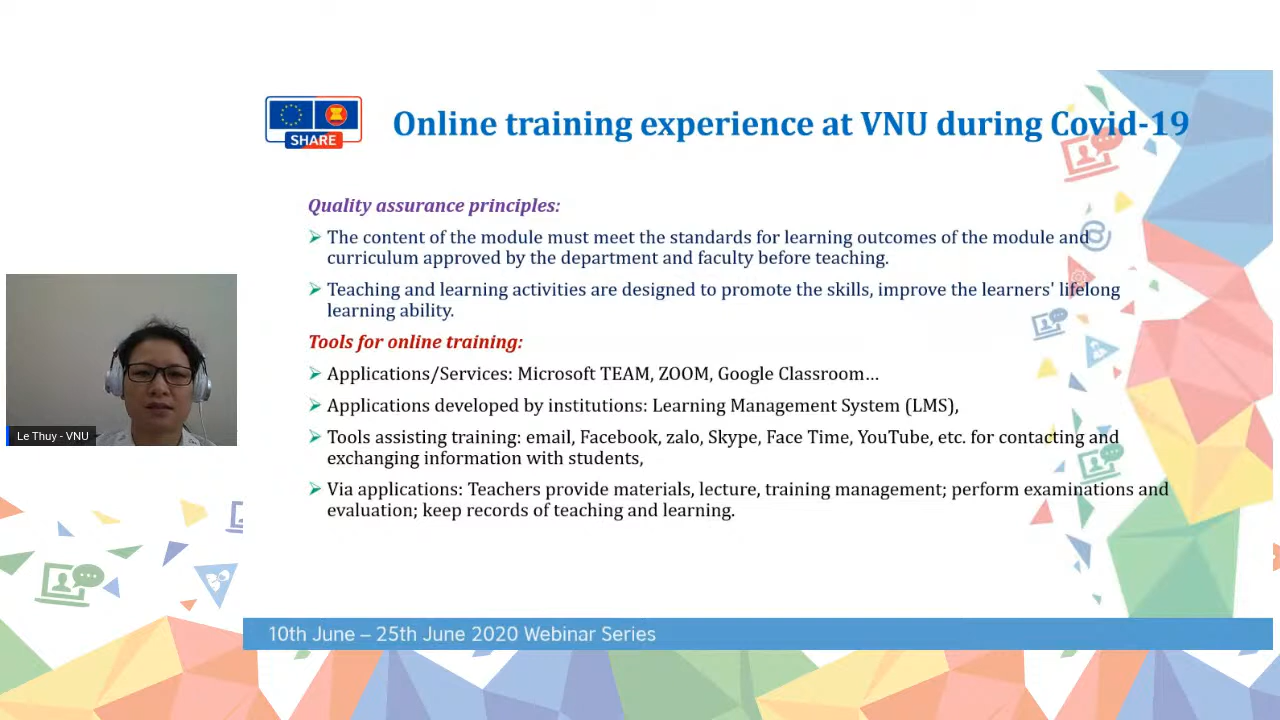 SHARE
Online training experience at VNU during Covid-19
Quality assurance principles:
The content of the module must meet the standards for learning outcomes of the module and
curriculum approved by the department and faculty before teaching.
Teaching and learning activities are designed to promote the skills, improve the learners' lifelong
learning ability.
Tools for online training:
Applications/Services: Microsoft TEAM, ZOOM, Google Classroom…
Applications developed by institutions: Learning Management System (LMS),
Tools assisting training: email, Facebook, zalo, Skype, Face Time, YouTube, etc. for contacting and
exchanging information with students,
Via applications: Teachers provide materials, lecture, training management; perform examinations and
evaluation; keep records of teaching and learning.
Le Thuy - VNU
10th June – 25th June 2020 Webinar Series